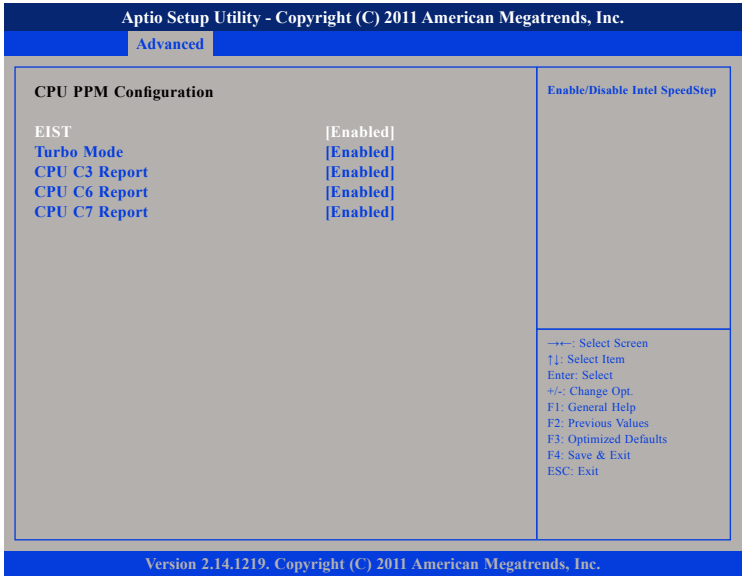 Aptio Setup Utility - Copyright (C) 2011 American Megatrends, Inc.
Advanced
CPU PPM Configuration
EIST [Enabled]
Turbo Mode [Enabled]
CPU C3 Report [Enabled]
CPU C6 Report [Enabled]
CPU C7 Report [Enabled]
Enable/Disable Intel SpeedStep
→←: Select Screen
↑↓: Select Item
Enter: Select
+/-: Change Opt.
F1: General Help
F2: Previous Values
F3: Optimized Defaults
F4: Save & Exit
ESC: Exit
Version 2.14.1219. Copyright (C) 2011 American Megatrends, Inc.